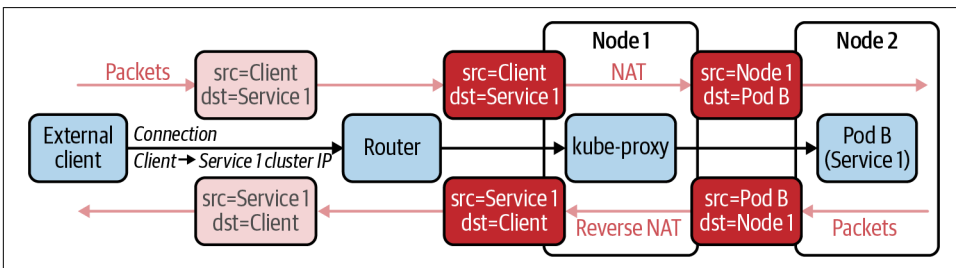 Node 1
Node 2
Packets
src=Client
dst=Service 1
src=Client
dst=Service 1
NAT
src=Node 1
dst=Pod B
External
client
Connection
Client→Service 1 cluster IP
Router
kube-proxy
Pod B
(Service 1)
src=Service 1
dst=Client
src=Service 1
dst=Client
Reverse NAT
src=Pod B
dst=Node 1
Packets